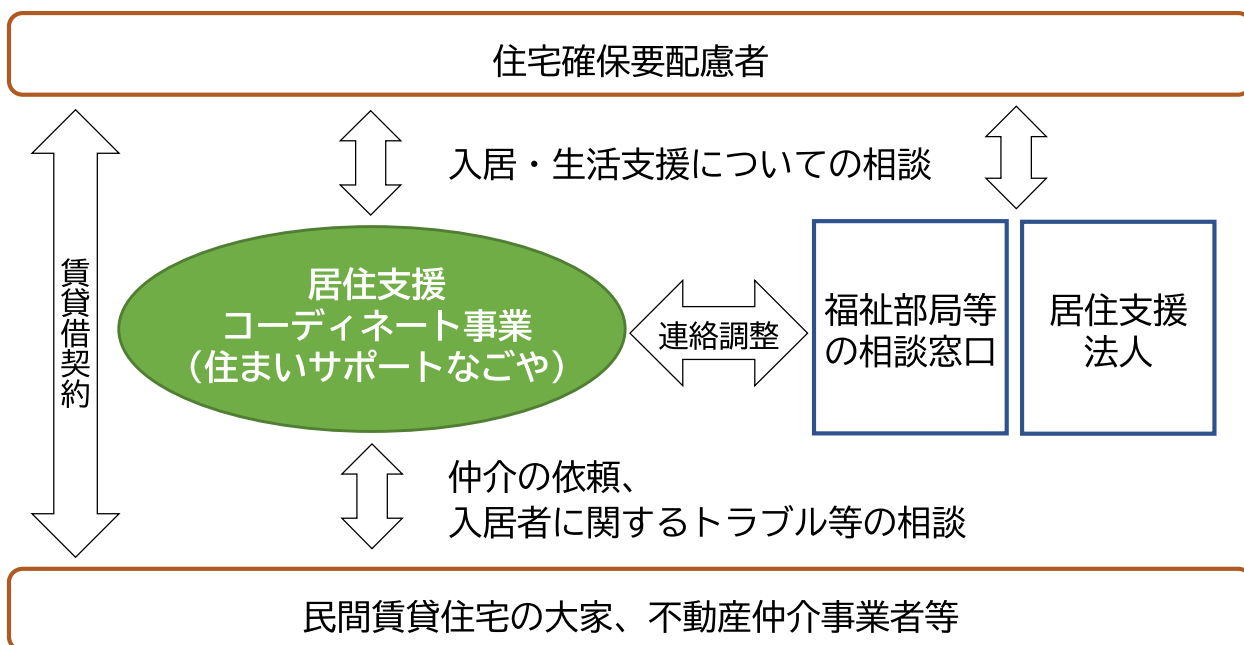 住宅確保要配慮者
入居・生活支援についての相談
賃貸借契約
居住支援
コーディネート事業
（住まいサポートなごや）
連絡調整
福祉部局等
の相談窓口
居住支援
法人
仲介の依頼、
入居者に関するトラブル等の相談
民間賃貸住宅の大家、不動産仲介事業者等